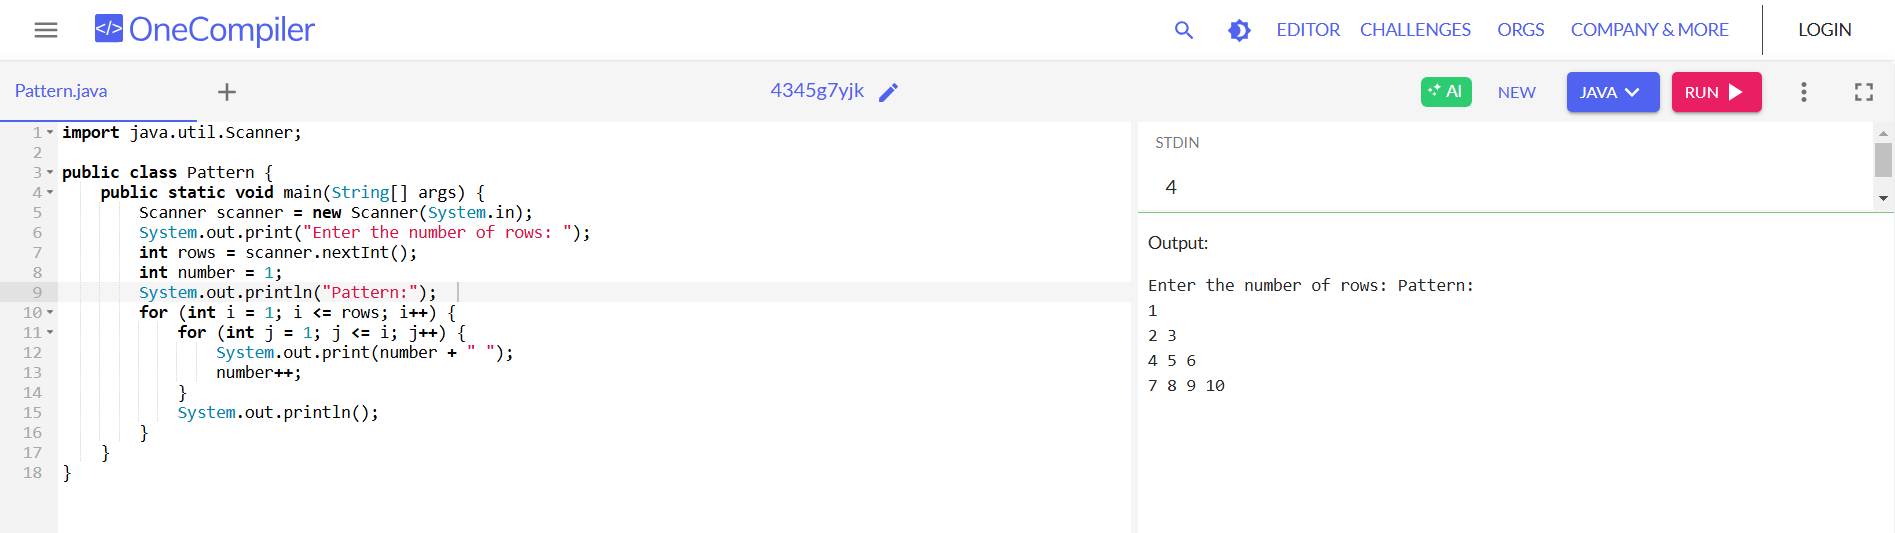 </> OneCompiler
EDITOR CHALLENGES ORGS COMPANY & MORE LOGIN
Pattern.java + 4345g7yjk AI NEW JAVA RUN
1 import java.util.Scanner;
2
3 public class Pattern {
4     public static void main(String[] args) {
5         Scanner scanner = new Scanner(System.in);
6         System.out.print("Enter the number of rows: ");
7         int rows = scanner.nextInt();
8         int number = 1;
9         System.out.println("Pattern:");
10         for (int i = 1; i <= rows; i++) {
11             for (int j = 1; j <= i; j++) {
12                 System.out.print(number + " ");
13                 number++;
14             }
15             System.out.println();
16         }
17     }
18 }
STDIN
4
Output:
Enter the number of rows: Pattern:
1
2 3
4 5 6
7 8 9 10